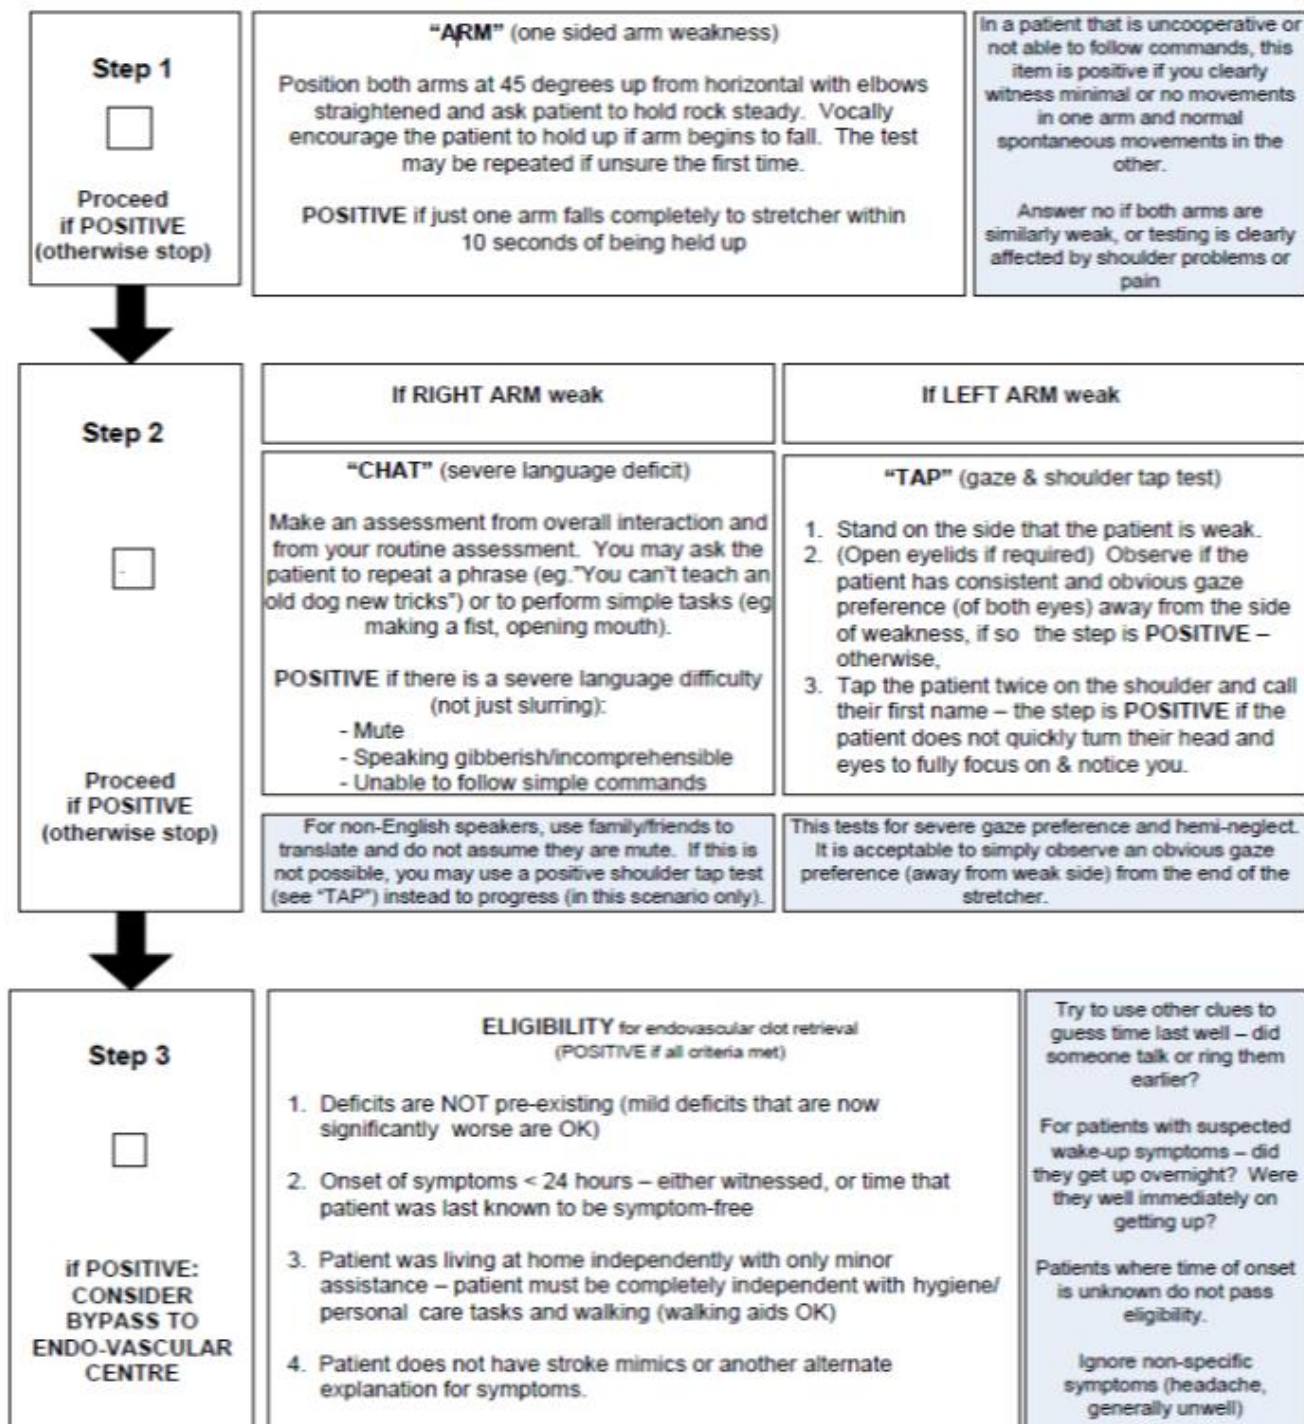 Step 1
Proceed
if POSITIVE
(otherwise stop)
“ARM” (one sided arm weakness)
Position both arms at 45 degrees up from horizontal with elbows
straightened and ask patient to hold rock steady. Vocally
encourage the patient to hold up if arm begins to fall. The test
may be repeated if unsure the first time.
POSITIVE if just one arm falls completely to stretcher within
10 seconds of being held up
In a patient that is uncooperative or
not able to follow commands, this
item is positive if you clearly
witness minimal or no movements
in one arm and normal
spontaneous movements in the
other.
Answer no if both arms are
similarly weak, or testing is clearly
affected by shoulder problems or
pain
Step 2
Proceed
if POSITIVE
(otherwise stop)
If RIGHT ARM weak
“CHAT” (severe language deficit)
Make an assessment from overall interaction and
from your routine assessment. You may ask the
patient to repeat a phrase (eg.”You can’t teach an
old dog new tricks”) or to perform simple tasks (eg
making a fist, opening mouth).
POSITIVE if there is a severe language difficulty
(not just slurring):
- Mute
- Speaking gibberish/incomprehensible
- Unable to follow simple commands
For non-English speakers, use family/friends to
translate and do not assume they are mute. If this is
not possible, you may use a positive shoulder tap test
(see “TAP”) instead to progress (in this scenario only).
If LEFT ARM weak
“TAP” (gaze & shoulder tap test)
1. Stand on the side that the patient is weak.
2. (Open eyelids if required) Observe if the
patient has consistent and obvious gaze
preference (of both eyes) away from the side
of weakness, if so the step is POSITIVE –
otherwise,
3. Tap the patient twice on the shoulder and call
their first name – the step is POSITIVE if the
patient does not quickly turn their head and
eyes to fully focus on & notice you.
This tests for severe gaze preference and hemi-neglect.
It is acceptable to simply observe an obvious gaze
preference (away from weak side) from the end of the
stretcher.
Step 3
if POSITIVE:
CONSIDER
BYPASS TO
ENDO-VASCULAR
CENTRE
ELIGIBILITY for endovascular clot retrieval
(POSITIVE if all criteria met)
1. Deficits are NOT pre-existing (mild deficits that are now
significantly worse are OK)
2. Onset of symptoms < 24 hours – either witnessed, or time that
patient was last known to be symptom-free
3. Patient was living at home independently with only minor
assistance – patient must be completely independent with hygiene/
personal care tasks and walking (walking aids OK)
4. Patient does not have stroke mimics or another alternate
explanation for symptoms.
Try to use other clues to
guess time last well – did
someone talk or ring them
earlier?
For patients with suspected
wake-up symptoms – did
they get up overnight? Were
they well immediately on
getting up?
Patients where time of onset
is unknown do not pass
eligibility.
Ignore non-specific
symptoms (headache,
generally unwell)